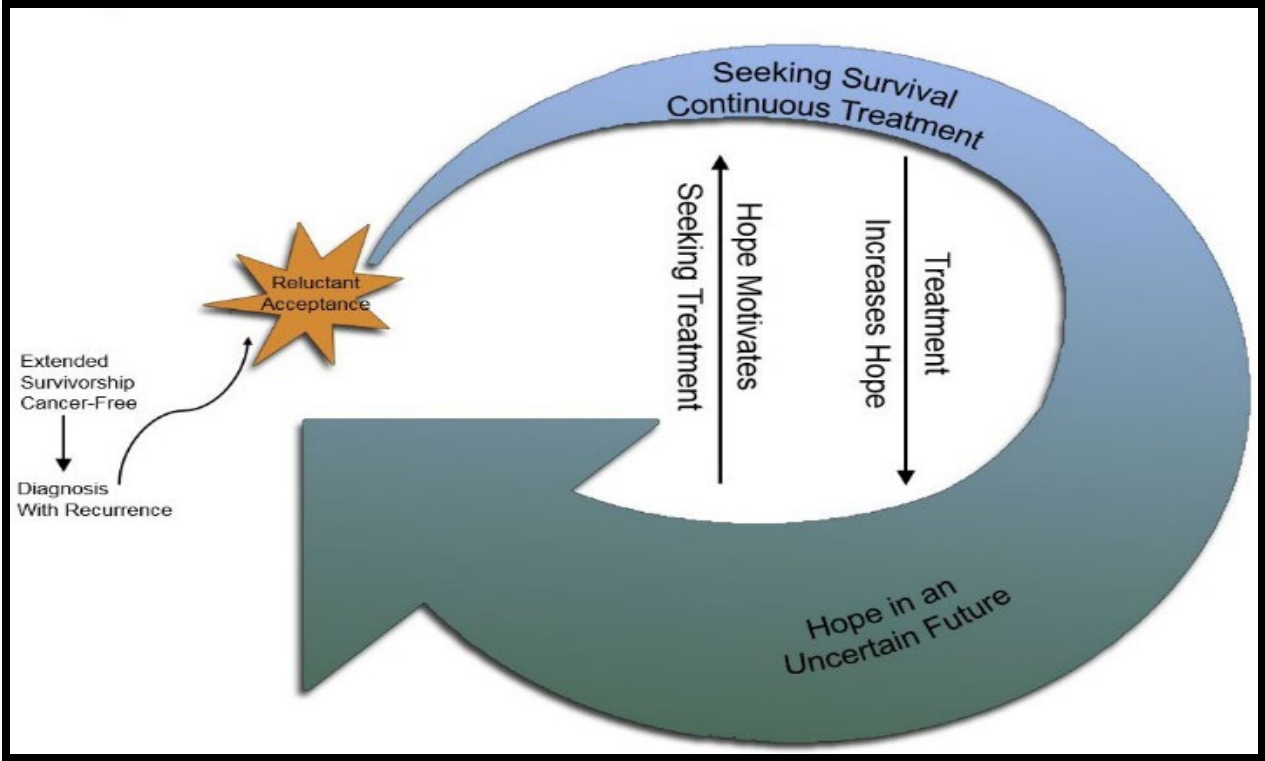 Seeking Survival
Continuous Treatment
Reluctant
Acceptance
Extended
Survivorship
Cancer-Free
Diagnosis
With Recurrence
Hope Motivates
Seeking Treatment
Treatment
Increases Hope
Hope in an
Uncertain Future